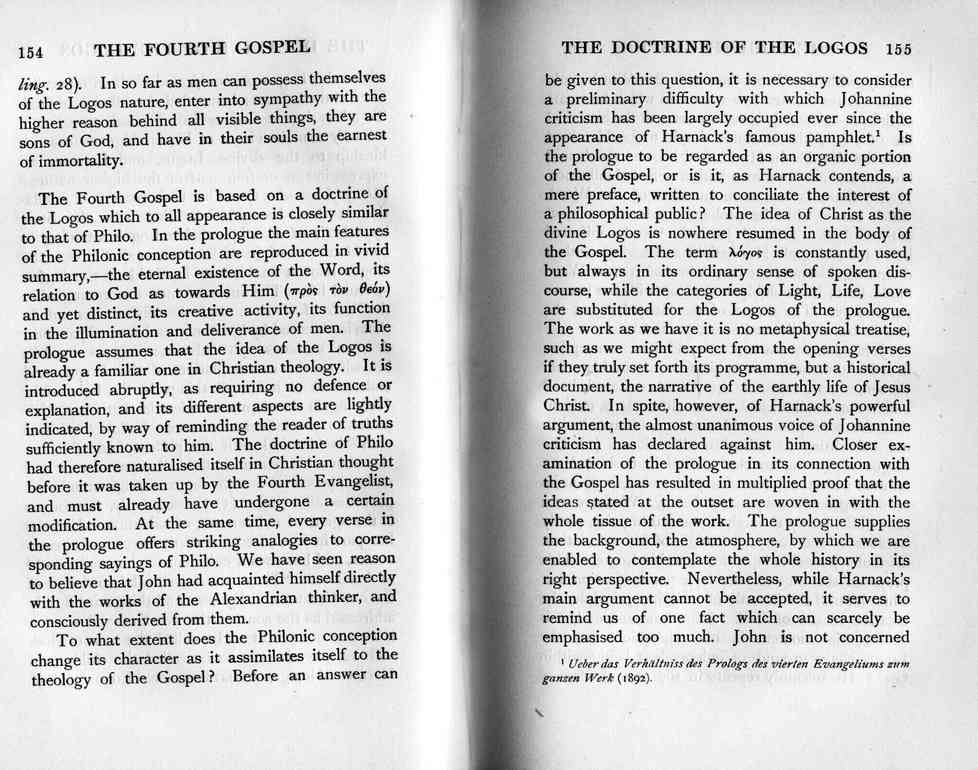 154 THE FOURTH GOSPEL
ling. 28). In so far as men can possess themselves
of the Logos nature, enter into sympathy with the
higher reason behind all visible things, they are
sons of God, and have in their souls the earnest
of immortality.
The Fourth Gospel is based on a doctrine of
the Logos which to all appearance is closely similar
to that of Philo. In the prologue the main features
of the Philonic conception are reproduced in vivid
summary,—the eternal existence of the Word, its
relation to God as towards Him (πρὸς τὸν θεόν)
and yet distinct, its creative activity, its function
in the illumination and deliverance of men. The
prologue assumes that the idea of the Logos is
already a familiar one in Christian theology. It is
introduced abruptly, as requiring no defence or
explanation, and its different aspects are lightly
indicated, by way of reminding the reader of truths
sufficiently known to him. The doctrine of Philo
had therefore naturalised itself in Christian thought
before it was taken up by the Fourth Evangelist,
and must already have undergone a certain
modification. At the same time, every verse in
the prologue offers striking analogies to corre-
sponding sayings of Philo. We have seen reason
to believe that John had acquainted himself directly
with the works of the Alexandrian thinker, and
consciously derived from them.
To what extent does the Philonic conception
change its character as it assimilates itself to the
theology of the Gospel? Before an answer can
THE DOCTRINE OF THE LOGOS 155
be given to this question, it is necessary to consider
a preliminary difficulty with which Johannine
criticism has been largely occupied ever since the
appearance of Harnack's famous pamphlet.¹ Is
the prologue to be regarded as an organic portion
of the Gospel, or is it, as Harnack contends, a
mere preface, written to conciliate the interest of
a philosophical public? The idea of Christ as the
divine Logos is nowhere resumed in the body of
the Gospel. The term λόγος is constantly used,
but always in its ordinary sense of spoken dis-
course, while the categories of Light, Life, Love
are substituted for the Logos of the prologue.
The work as we have it is no metaphysical treatise,
such as we might expect from the opening verses
if they truly set forth its programme, but a historical
document, the narrative of the earthly life of Jesus
Christ. In spite, however, of Harnack's powerful
argument, the almost unanimous voice of Johannine
criticism has declared against him. Closer ex-
amination of the prologue in its connection with
the Gospel has resulted in multiplied proof that the
ideas stated at the outset are woven in with the
whole tissue of the work. The prologue supplies
the background, the atmosphere, by which we are
enabled to contemplate the whole history in its
right perspective. Nevertheless, while Harnack's
main argument cannot be accepted, it serves to
remind us of one fact which can scarcely be
emphasised too much. John is not concerned
¹ Ueber das Verhältniss des Prologs des vierten Evangeliums zum
ganzen Werk (1892).